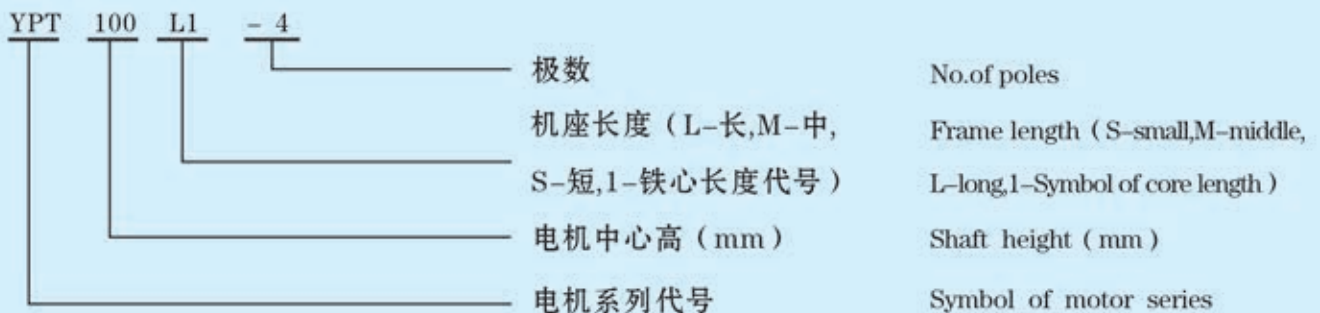 YPT 100 L1 - 4
极数 No.of poles
机座长度（L-长,M-中, Frame length（S-small,M-middle,
S-短,1-铁心长度代号） L-long,1-Symbol of core length）
电机中心高（mm） Shaft height（mm）
电机系列代号 Symbol of motor series